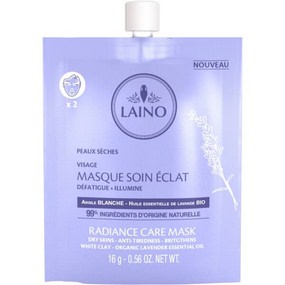 NOUVEAU
x 2
LAINO
PEAUX SÈCHES
VISAGE
MASQUE SOIN ÉCLAT
DÉFATIGUE • ILLUMINE
ARGILE BLANCHE - HUILE ESSENTIELLE DE LAVANDE BIO
99% INGRÉDIENTS D'ORIGINE NATURELLE
RADIANCE CARE MASK
DRY SKINS - ANTI-TIREDNESS - BRIGTHENS
WHITE CLAY - ORGANIC LAVENDER ESSENTIAL OIL
16 g - 0.56 OZ. NET WT.